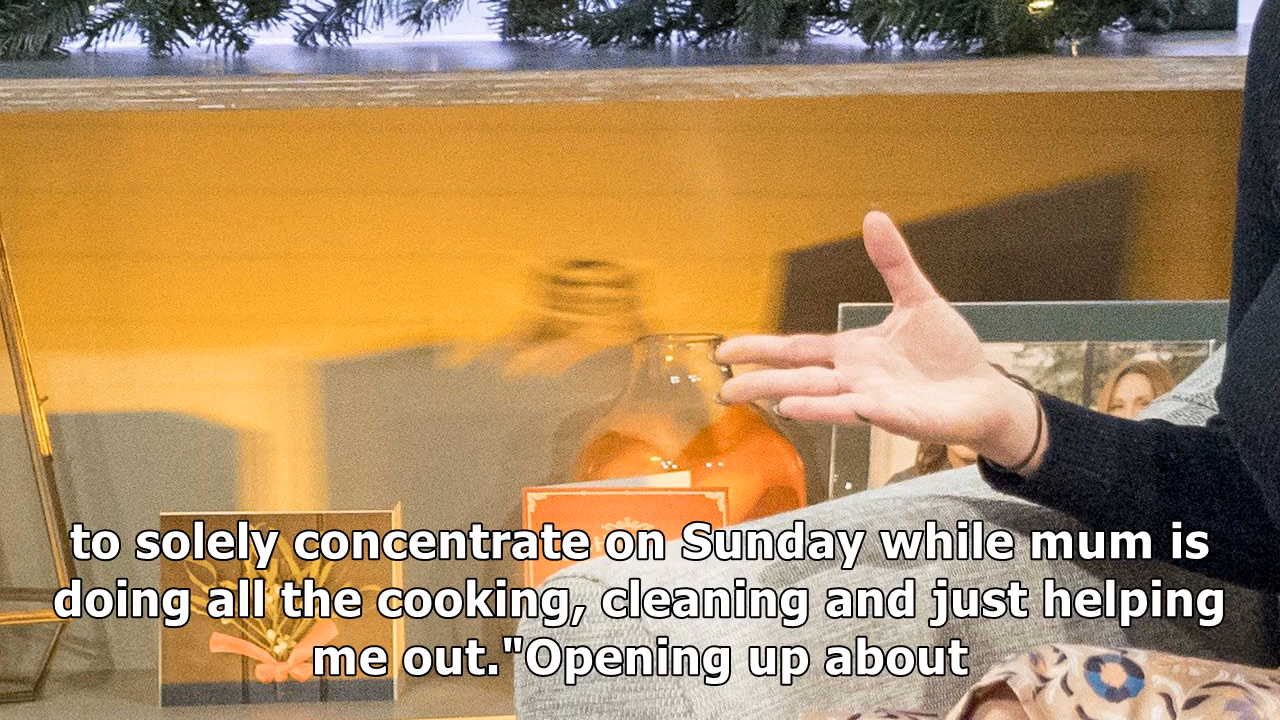 to solely concentrate on Sunday while mum is
doing all the cooking, cleaning and just helping
me out."Opening up about